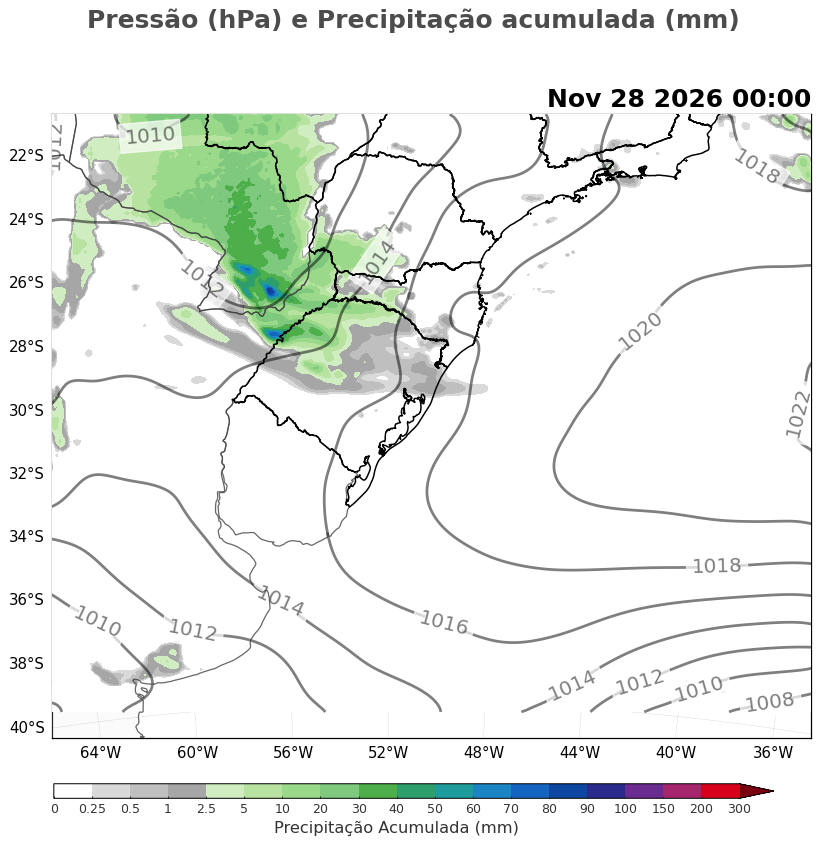 Pressão (hPa) e Precipitação acumulada (mm)
Nov 28 2026 00:00
1012
1010
1018
22°S
24°S
1014
1012
26°S
1020
28°S
30°S
1022
32°S
34°S
1018
36°S
1014
1010
1012
1016
38°S
1014
1012
1010
1008
40°S
64°W 60°W 56°W 52°W 48°W 44°W 40°W 36°W
0 0.25 0.5 1 2.5 5 10 20 30 40 50 60 70 80 90 100 150 200 300
Precipitação Acumulada (mm)